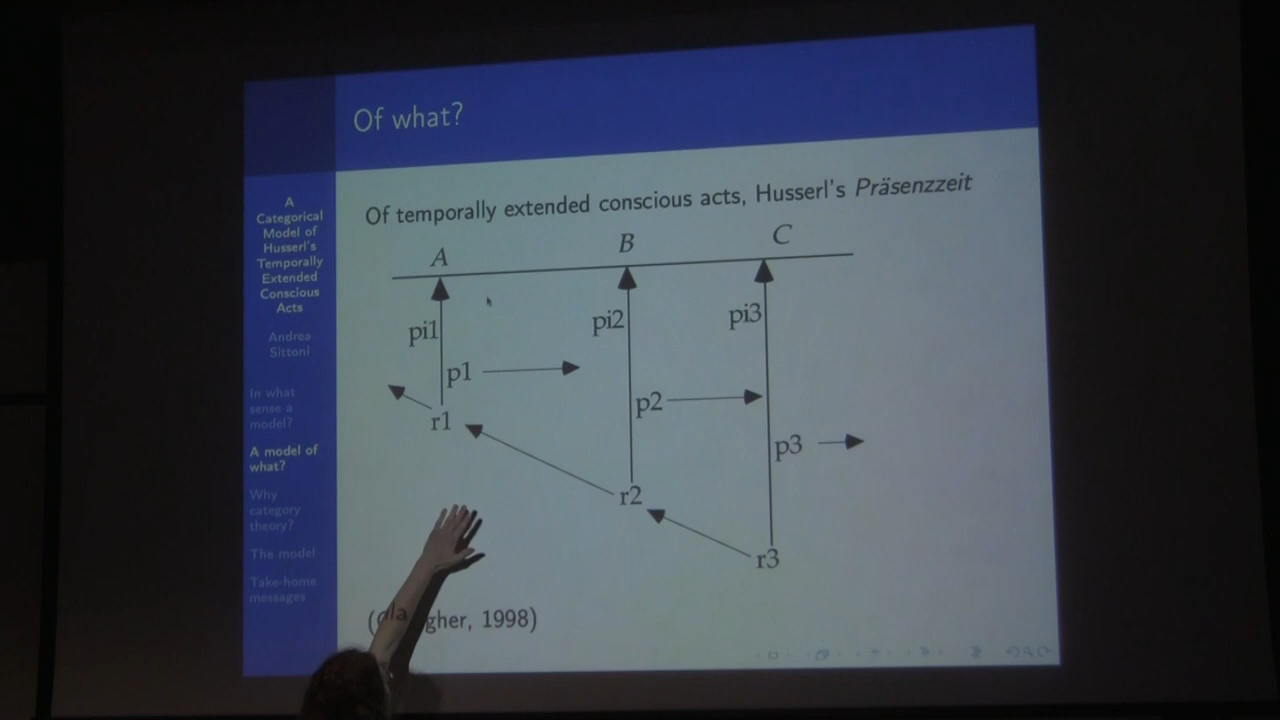 Of what?
A
Categorical
Model of
Husserl's
Temporally
Extended
Conscious
Acts
Andrea
Sittoni
In what
sense a
model?
A model of
what?
Why
category
theory?
The model
Take-home
messages
Of temporally extended conscious acts, Husserl's Präsenzzeit
A B C
pi1 pi2 pi3
p1
p2
r1
p3
r2
r3
gher, 1998)